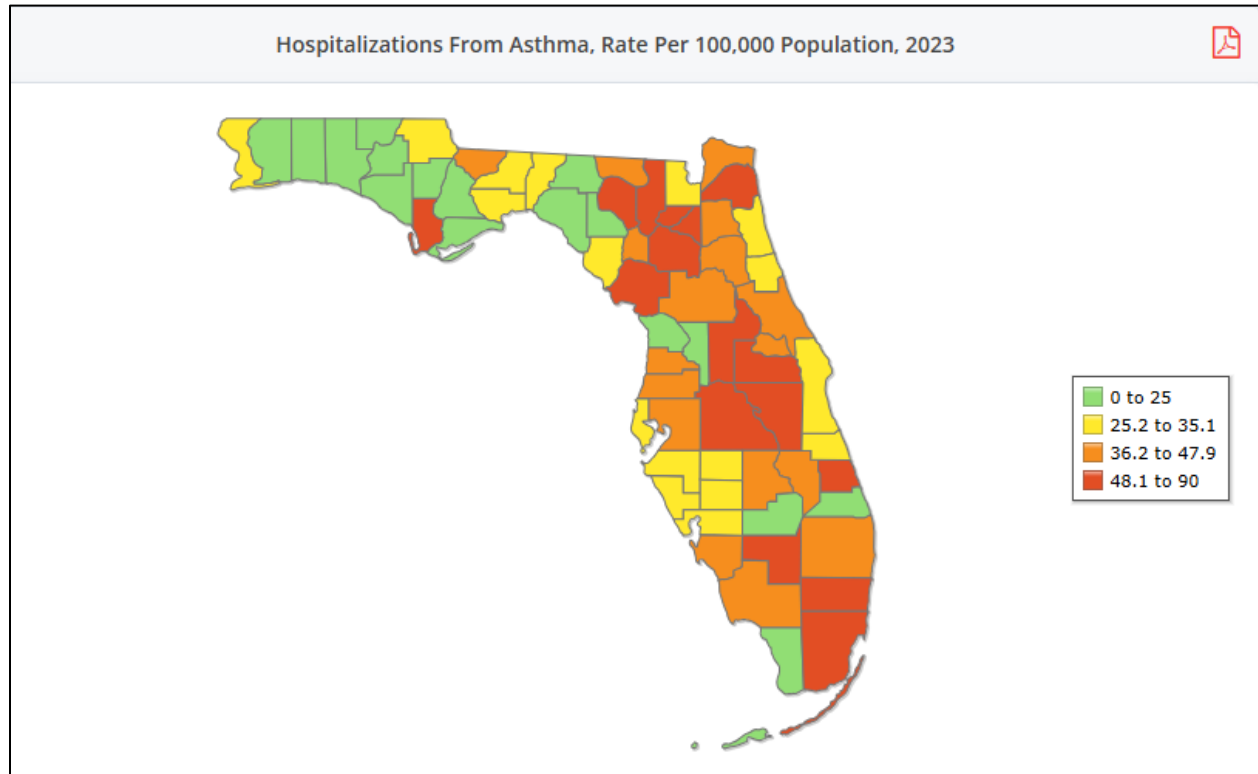 Hospitalizations From Asthma, Rate Per 100,000 Population, 2023
0 to 25
25.2 to 35.1
36.2 to 47.9
48.1 to 90